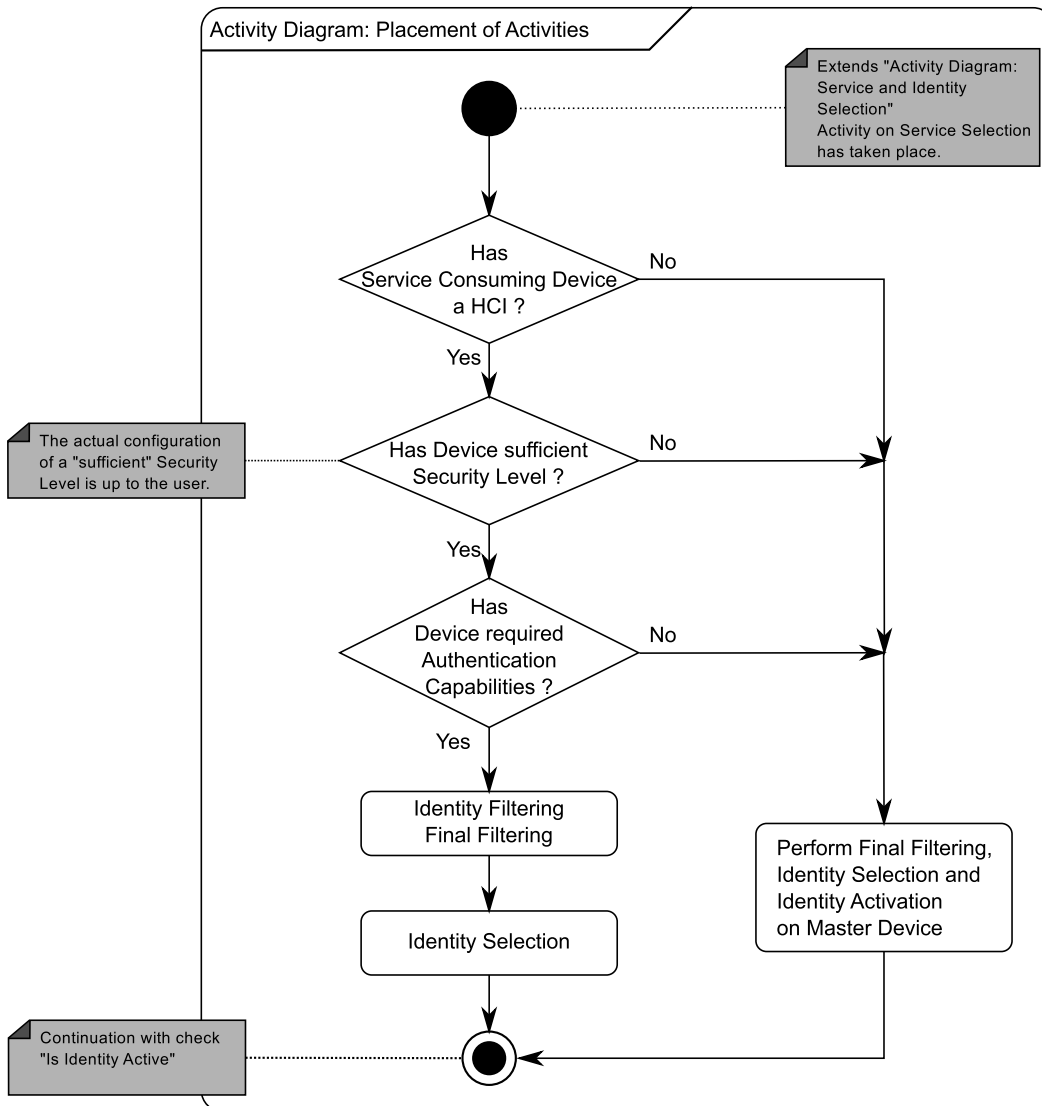 Activity Diagram: Placement of Activities
Extends "Activity Diagram:
Service and Identity
Selection"
Activity on Service Selection
has taken place.
Has
Service Consuming Device
a HCI ?
No
Yes
The actual configuration
of a "sufficient" Security
Level is up to the user.
Has Device sufficient
Security Level ?
No
Yes
Has
Device required
Authentication
Capabilities ?
No
Yes
Identity Filtering
Final Filtering
Perform Final Filtering,
Identity Selection and
Identity Activation
on Master Device
Identity Selection
Continuation with check
"Is Identity Active"